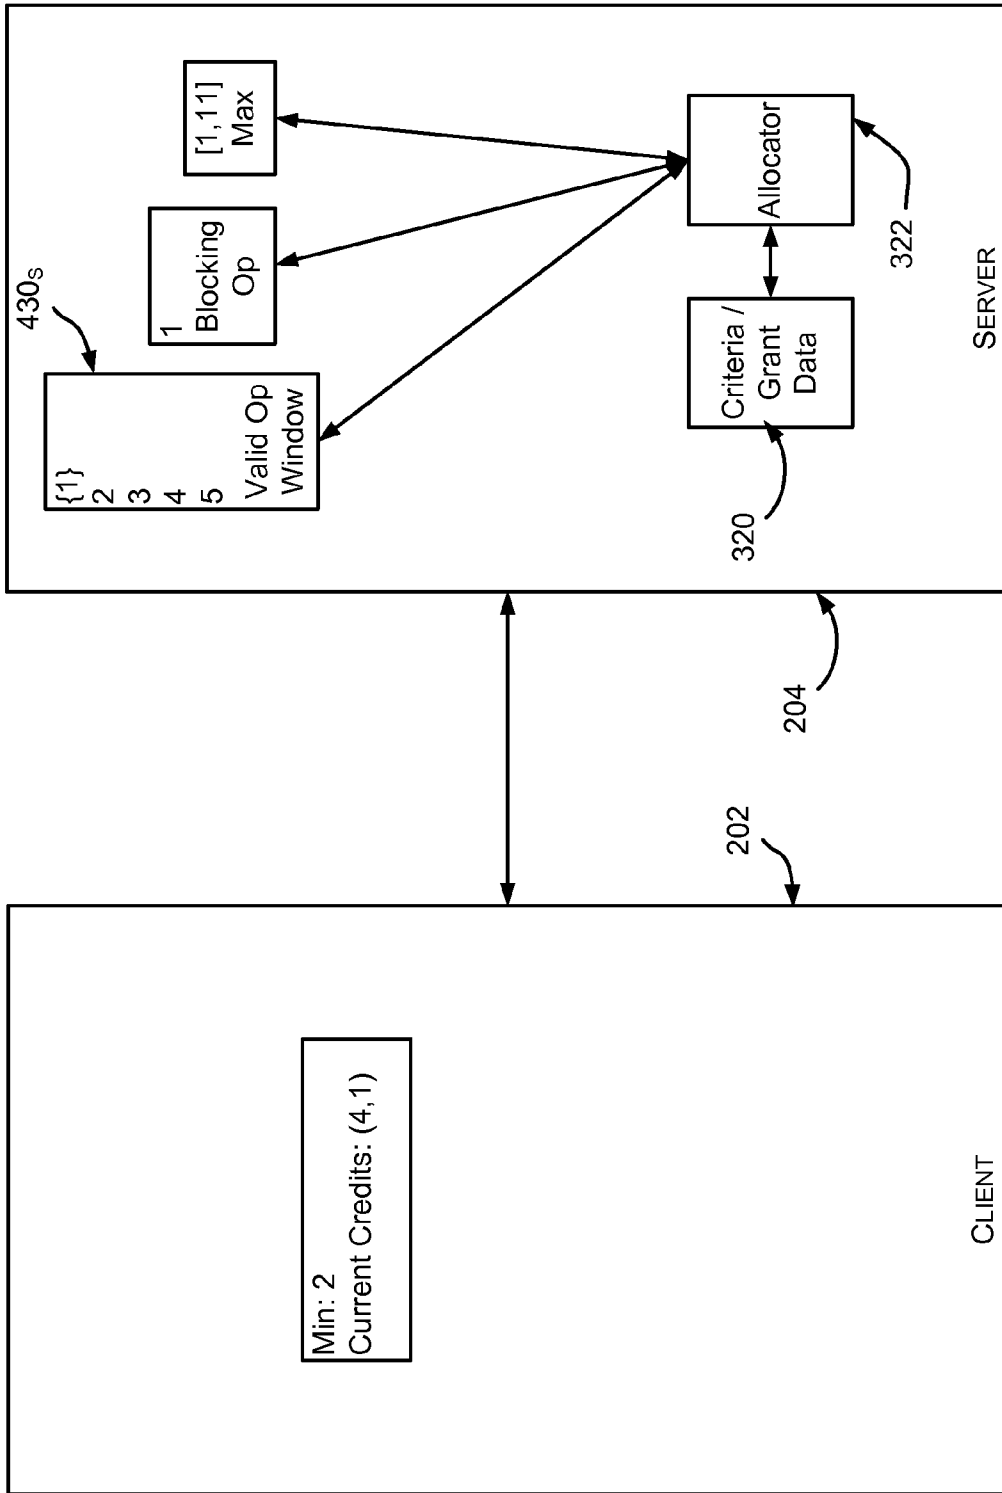 Min: 2
Current Credits: (4,1)
CLIENT
202
204
430S
{1}
2
3
4
5
Valid Op
Window
1
Blocking
Op
[1,11]
Max
Criteria /
Grant
Data
320
Allocator
322
SERVER